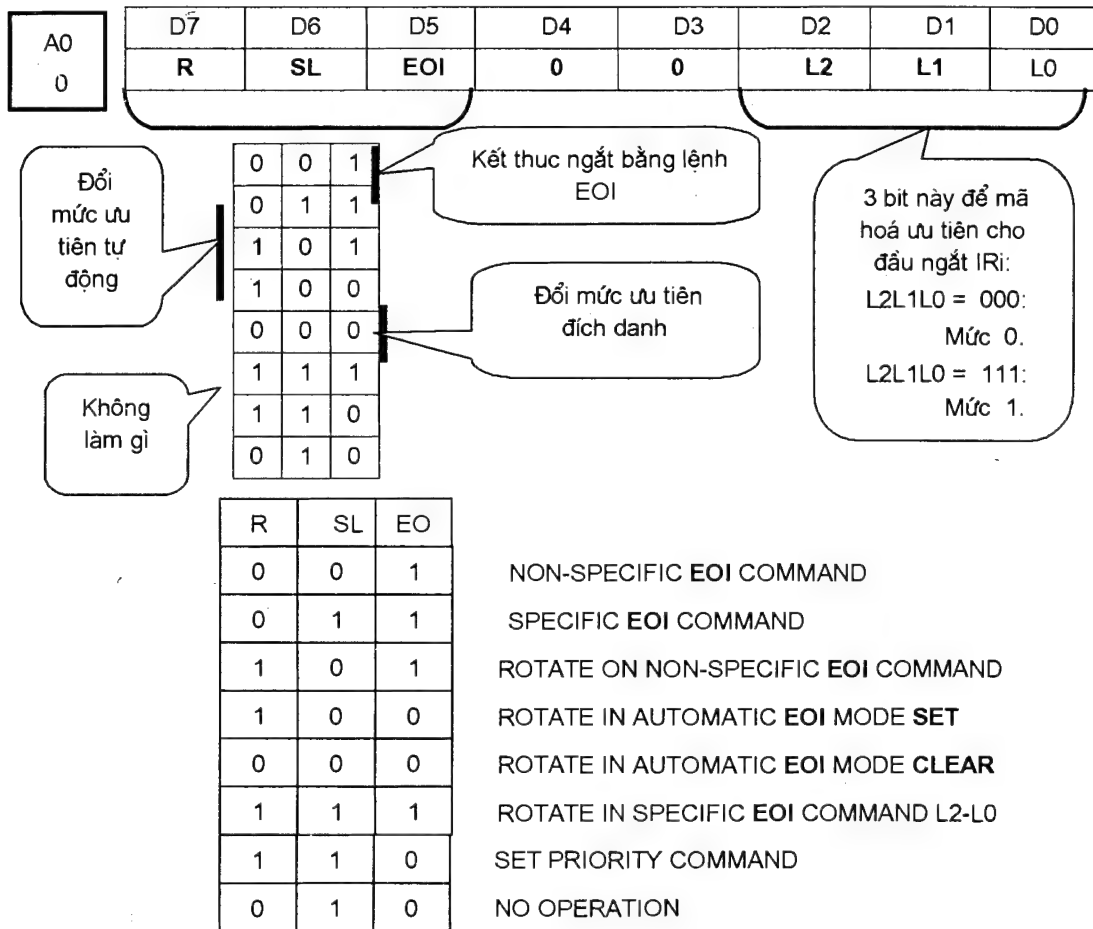 A0
0
D7 D6 D5 D4 D3 D2 D1 D0
R SL EOI 0 0 L2 L1 L0
Đổi
mức ưu
tiên tự
động
0 0 1
0 1 1
1 0 1
1 0 0
0 0 0
1 1 1
1 1 0
0 1 0
Kết thuc ngắt bằng lệnh
EOI
Đổi mức ưu tiên
đích danh
Không
làm gì
3 bit này để mã
hoá ưu tiên cho
đầu ngắt IRi:
L2L1L0 = 000:
Mức 0.
L2L1L0 = 111:
Mức 1.
R SL EO
0 0 1 NON-SPECIFIC EOI COMMAND
0 1 1 SPECIFIC EOI COMMAND
1 0 1 ROTATE ON NON-SPECIFIC EOI COMMAND
1 0 0 ROTATE IN AUTOMATIC EOI MODE SET
0 0 0 ROTATE IN AUTOMATIC EOI MODE CLEAR
1 1 1 ROTATE IN SPECIFIC EOI COMMAND L2-L0
1 1 0 SET PRIORITY COMMAND
0 1 0 NO OPERATION